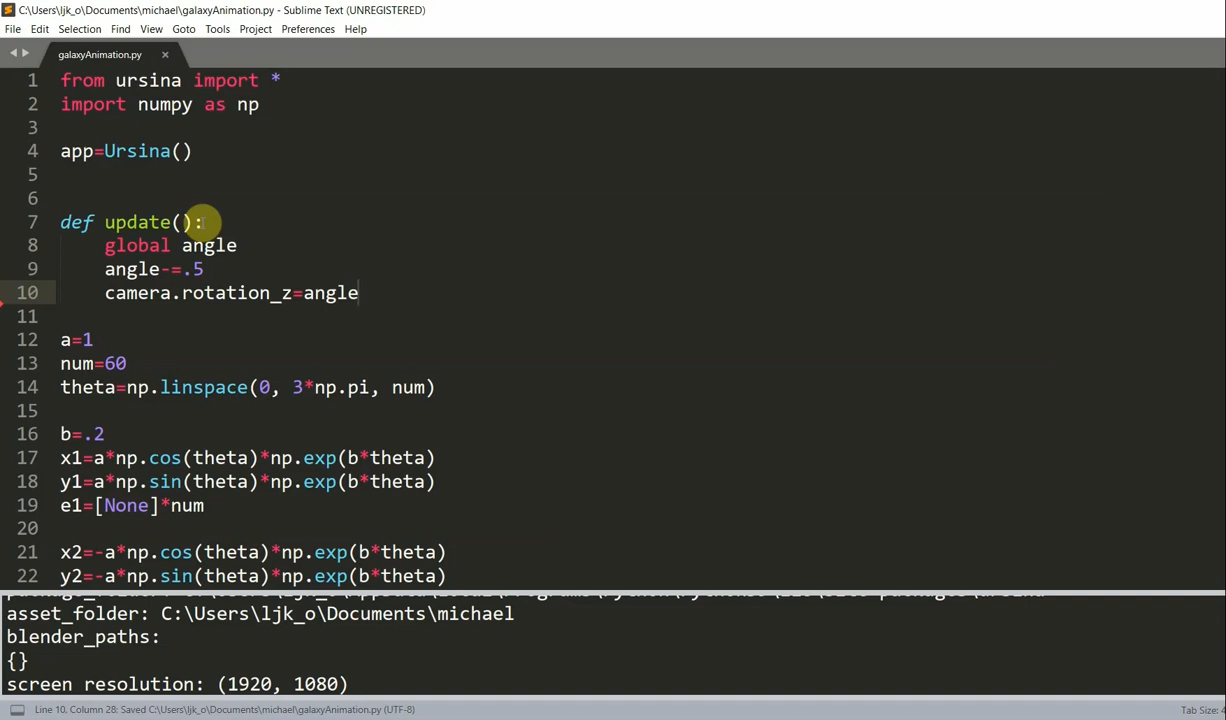 C:\Users\ljk_o\Documents\michael\galaxyAnimation.py - Sublime Text (UNREGISTERED)
File Edit Selection Find View Goto Tools Project Preferences Help
galaxyAnimation.py ×
1 from ursina import *
2 import numpy as np
3
4 app=Ursina()
5
6
7 def update():
8 global angle
9 angle-=.5
10 camera.rotation_z=angle
11
12 a=1
13 num=60
14 theta=np.linspace(0, 3*np.pi, num)
15
16 b=.2
17 x1=a*np.cos(theta)*np.exp(b*theta)
18 y1=a*np.sin(theta)*np.exp(b*theta)
19 e1=[None]*num
20
21 x2=-a*np.cos(theta)*np.exp(b*theta)
22 y2=-a*np.sin(theta)*np.exp(b*theta)
asset_folder: C:\Users\ljk_o\Documents\michael
blender_paths:
{}
screen resolution: (1920, 1080)
Line 10, Column 28: Saved C:\Users\ljk_o\Documents\michael\galaxyAnimation.py (UTF-8)
Tab Size: